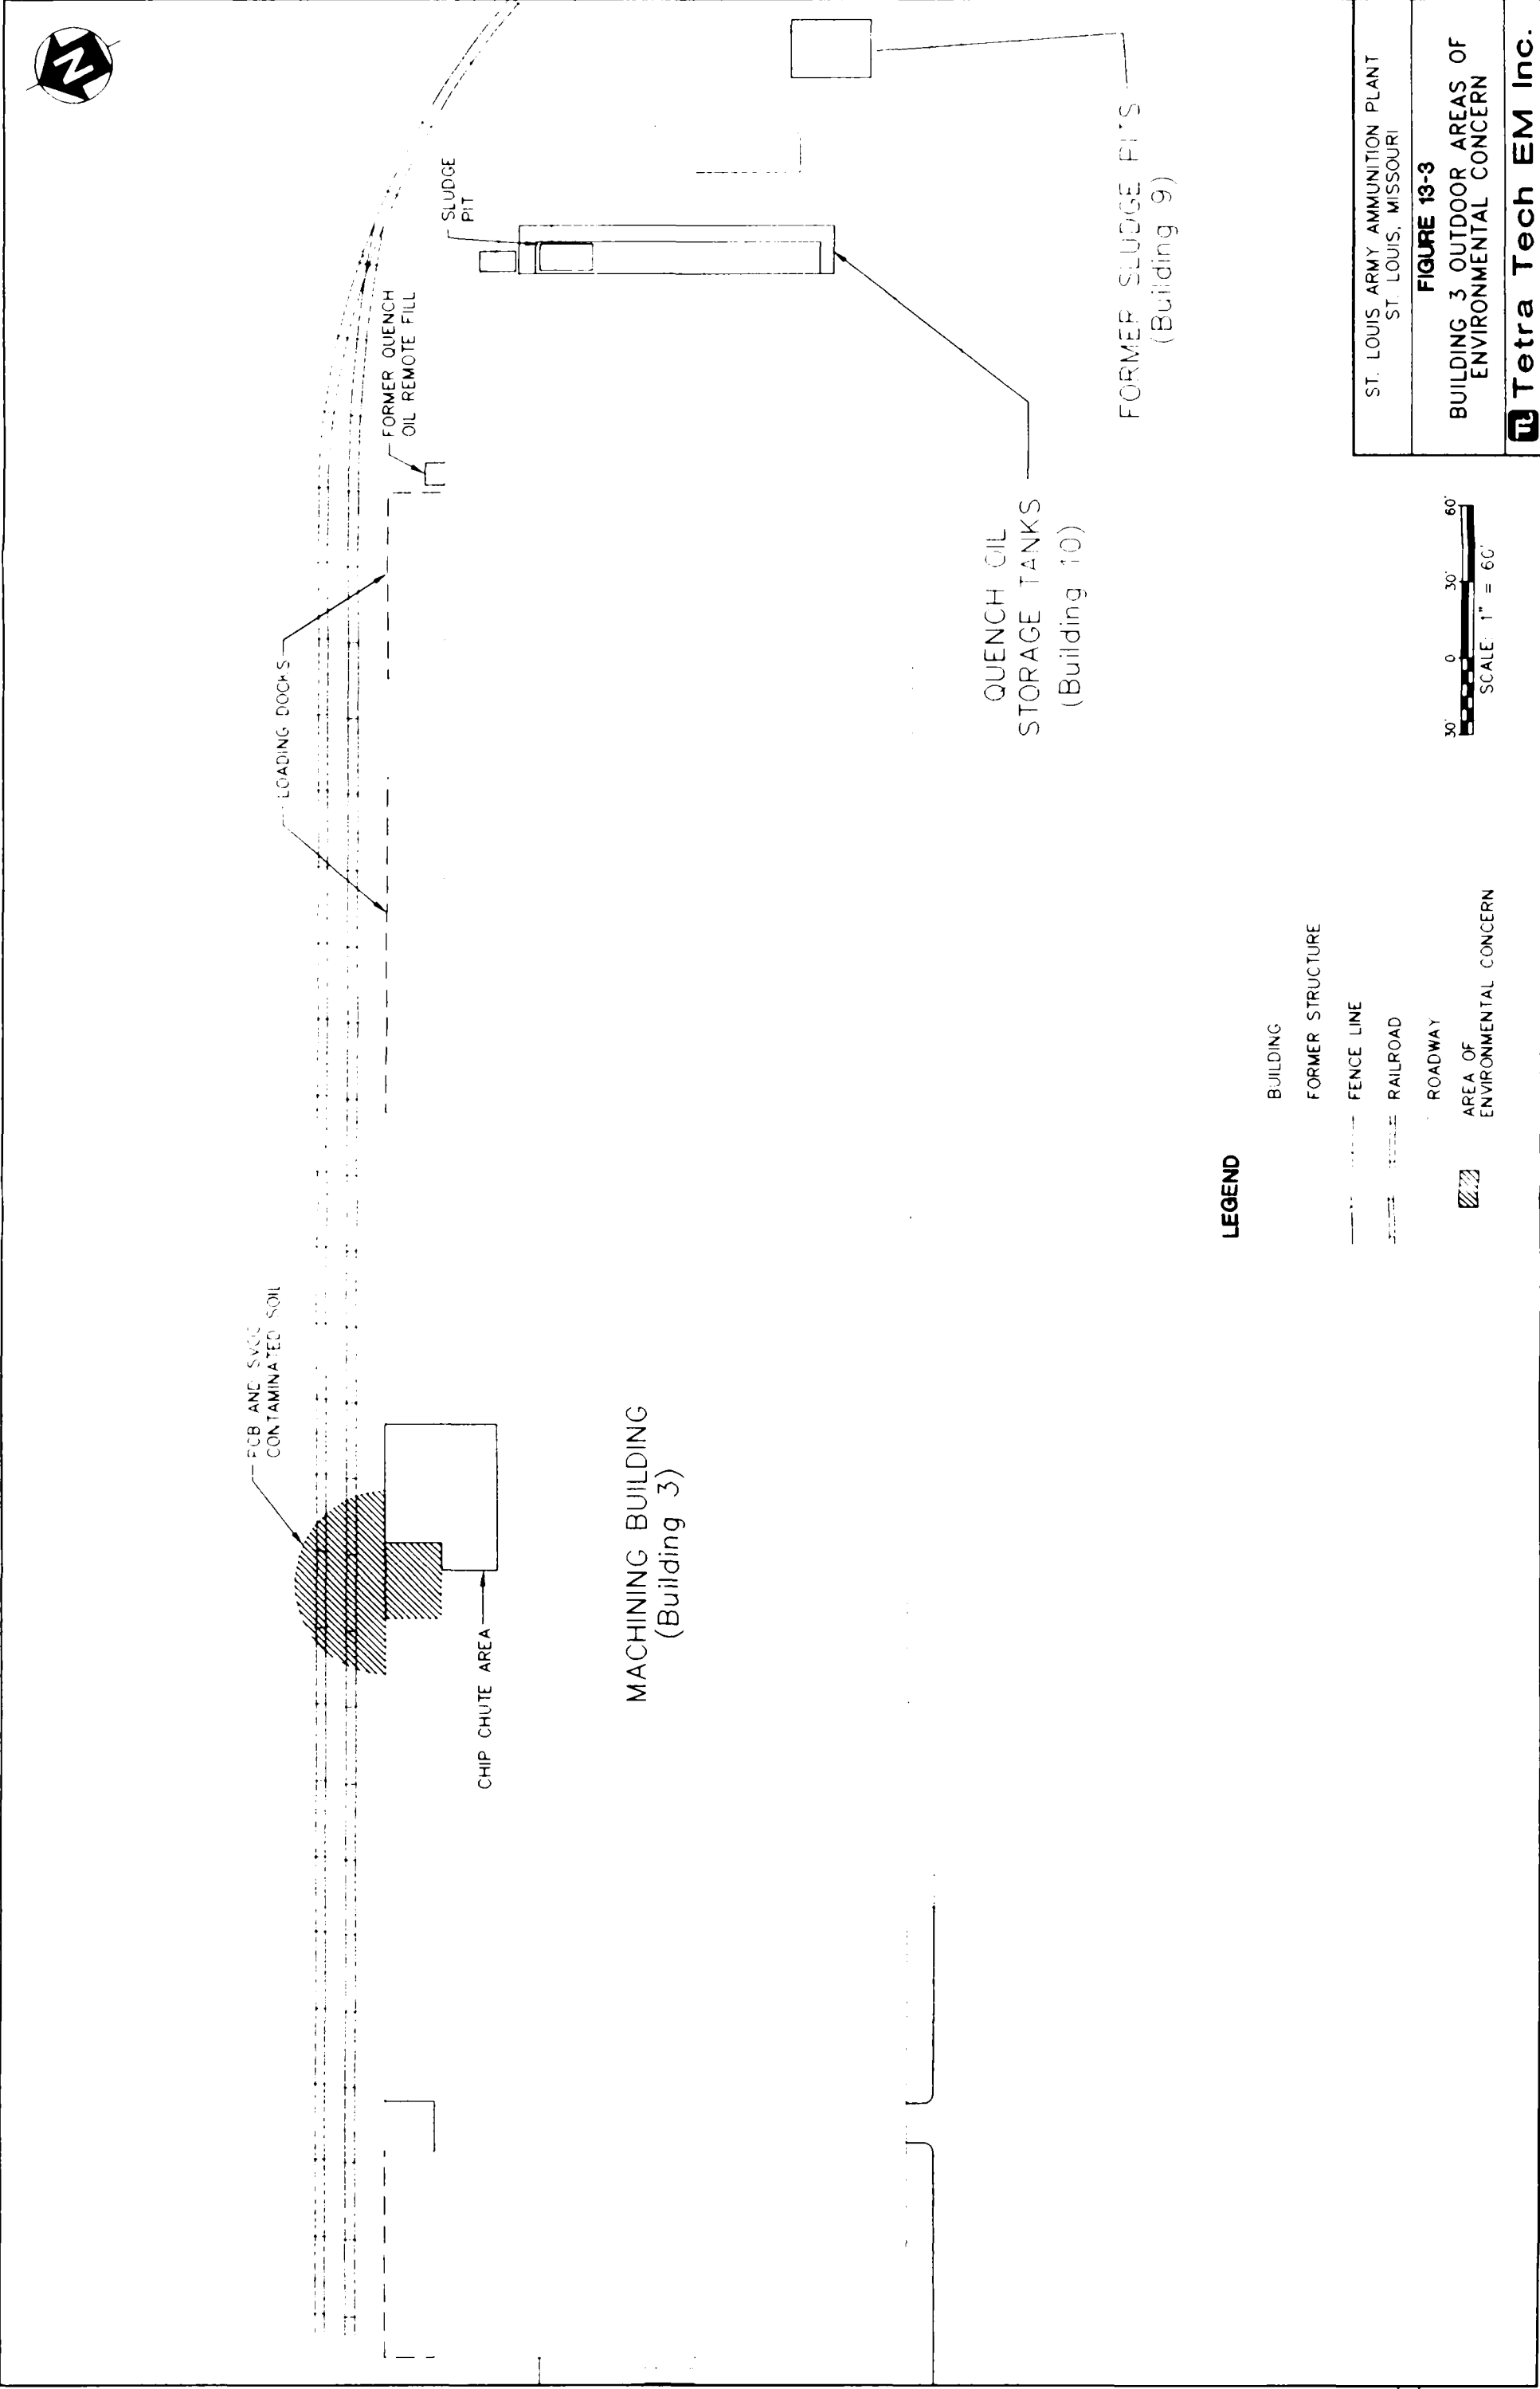 N
PCB AND SVOC
CONTAMINATED SOIL
LOADING DOCKS
FORMER QUENCH
OIL REMOTE FILL
SLUDGE
PIT
CHIP CHUTE AREA
MACHINING BUILDING
(Building 3)
QUENCH OIL
STORAGE TANKS
(Building 10)
FORMER SLUDGE PITS
(Building 9)
LEGEND
BUILDING
FORMER STRUCTURE
FENCE LINE
RAILROAD
ROADWAY
AREA OF
ENVIRONMENTAL CONCERN
30' 0 30' 60'
SCALE: 1" = 60'
ST. LOUIS ARMY AMMUNITION PLANT
ST. LOUIS, MISSOURI
FIGURE 13-3
BUILDING 3 OUTDOOR AREAS OF
ENVIRONMENTAL CONCERN
Tetra Tech EM Inc.